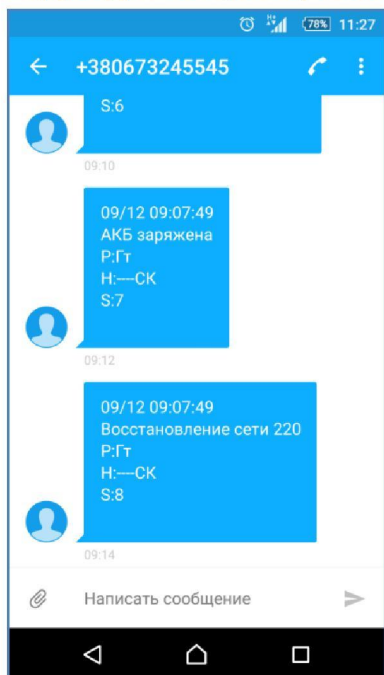 78% 11:27
+380673245545
S:6
09:10
09/12 09:07:49
АКБ заряжена
Р:Гт
Н:----СК
S:7
09:12
09/12 09:07:49
Восстановление сети 220
Р:Гт
Н:----СК
S:8
09:14
Написать сообщение